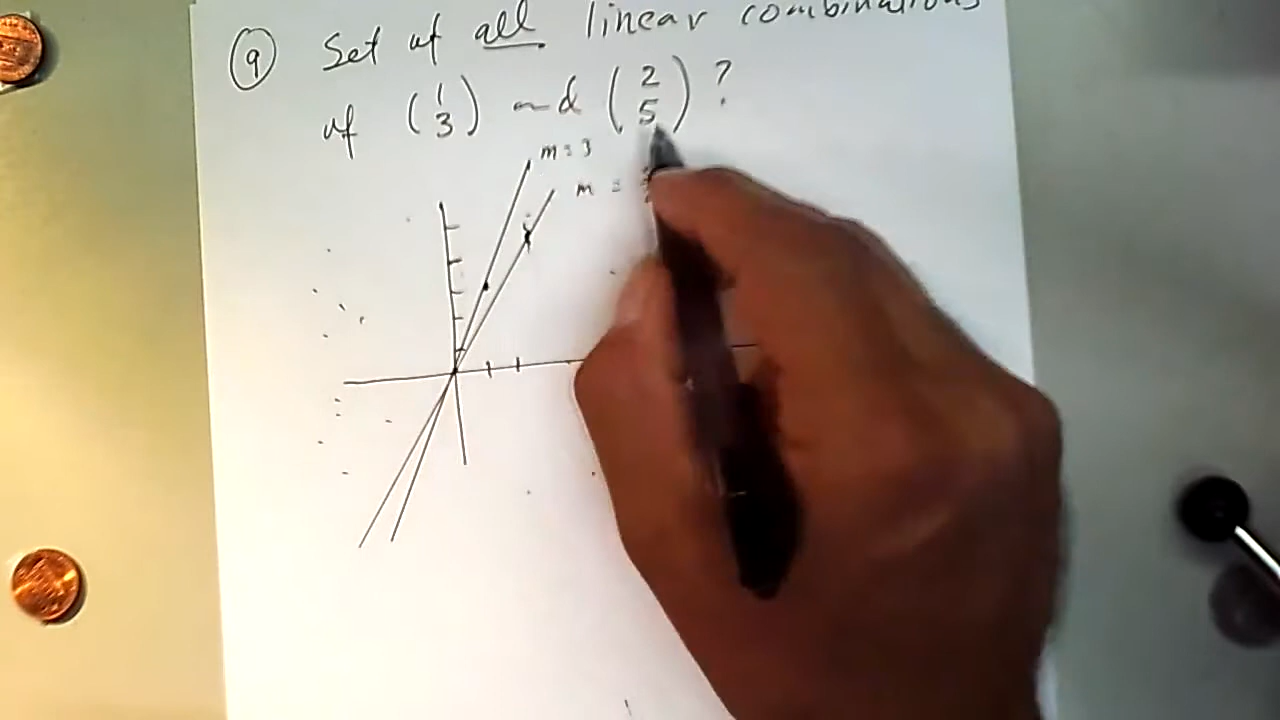 9 Set of all linear combinations
of (1 3) and (2 5) ?
m = 3
m =